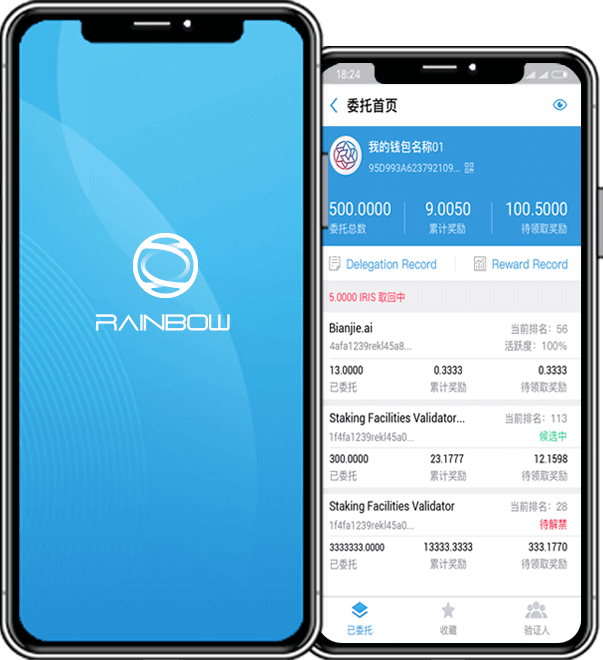 RAINBOW
18:24
委托首页
我的钱包名称01
95D993A623792109...
500.0000 9.0050 100.5000
委托总数 累计奖励 待领取奖励
Delegation Record Reward Record
5.0000 IRIS 取回中
Bianjie.ai 当前排名：56
4afa1239rekl45a8... 活跃度：100%
13.0000 0.3333 0.3333
已委托 累计奖励 待领取奖励
Staking Facilities Validator... 当前排名：113
1f4fa1239rekl45a0... 候选中
300.0000 23.1777 12.1598
已委托 累计奖励 待领取奖励
Staking Facilities Validator 当前排名：28
1f4fa1239rekl45a0... 待解禁
3333333.0000 13333.3333 333.1770
已委托 累计奖励 待领取奖励
已委托 收藏 验证人